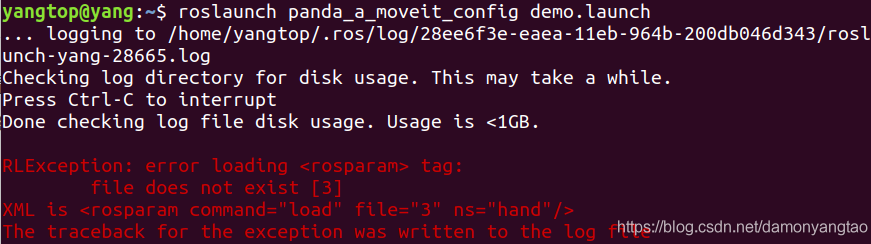 yangtop@yang:~$ roslaunch panda_a_moveit_config demo.launch
... logging to /home/yangtop/.ros/log/28ee6f3e-eaea-11eb-964b-200db046d343/rosl
unch-yang-28665.log
Checking log directory for disk usage. This may take a while.
Press Ctrl-C to interrupt
Done checking log file disk usage. Usage is <1GB.
RLException: error loading <rosparam> tag:
file does not exist [3]
XML is <rosparam command="load" file="3" ns="hand"/>
The traceback for the exception was written to the log file
https://blog.csdn.net/damonyangtao